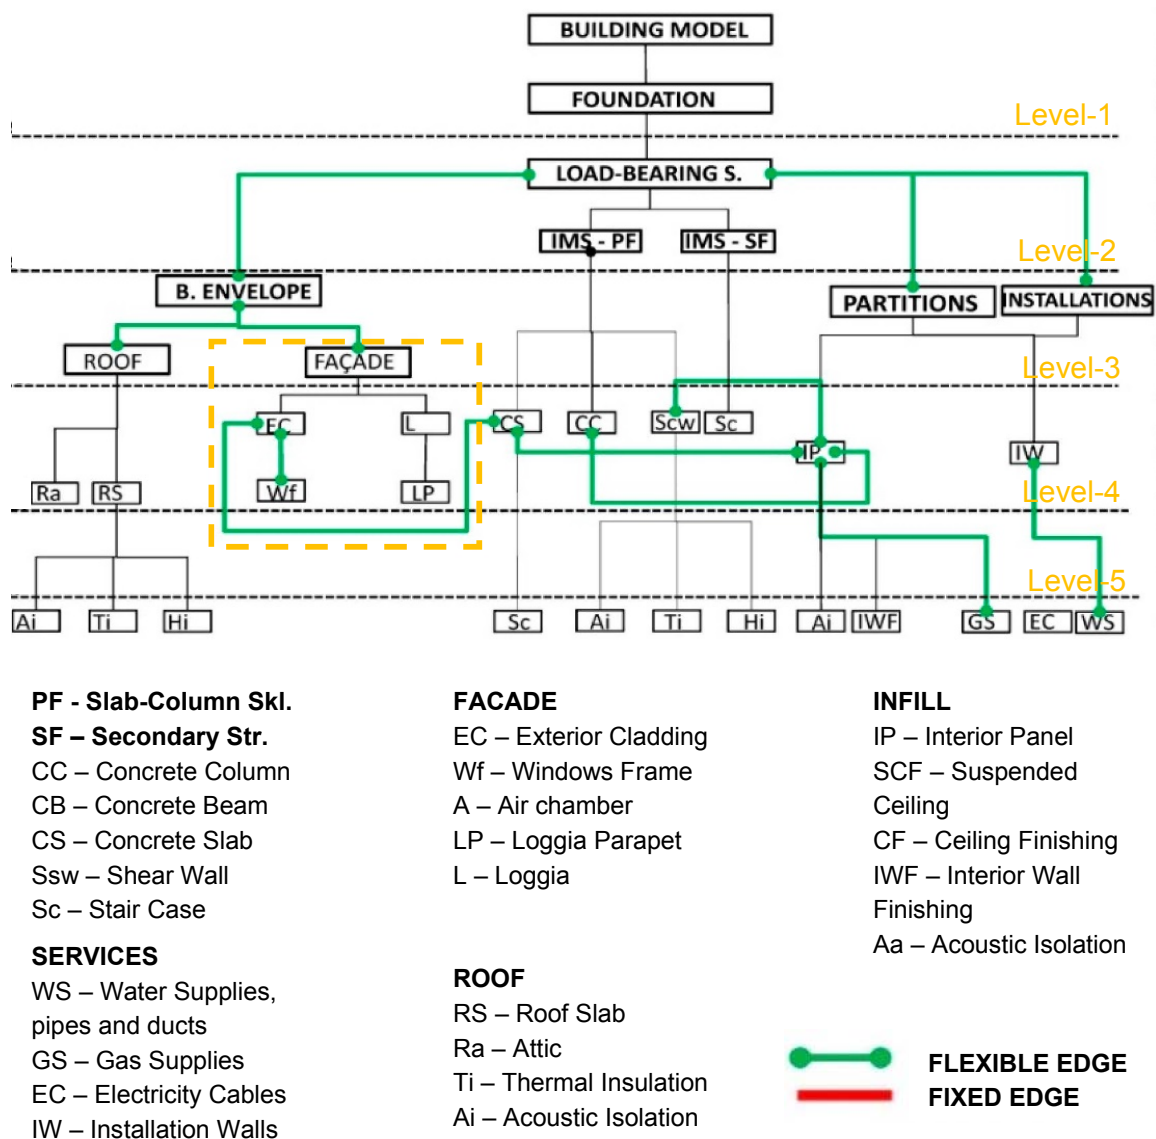 BUILDING MODEL
FOUNDATION
Level-1
LOAD-BEARING S.
IMS - PF
IMS - SF
Level-2
B. ENVELOPE
PARTITIONS
INSTALLATIONS
ROOF
FAÇADE
Level-3
EC
L
CS
CC
Scw
Sc
IP
IW
Ra
RS
Wf
LP
Level-4
Level-5
Ai
Ti
Hi
Sc
Ai
Ti
Hi
Ai
IWF
GS
EC
WS
PF - Slab-Column Skl.
SF – Secondary Str.
CC – Concrete Column
CB – Concrete Beam
CS – Concrete Slab
Ssw – Shear Wall
Sc – Stair Case
SERVICES
WS – Water Supplies,
pipes and ducts
GS – Gas Supplies
EC – Electricity Cables
IW – Installation Walls
FACADE
EC – Exterior Cladding
Wf – Windows Frame
A – Air chamber
LP – Loggia Parapet
L – Loggia
ROOF
RS – Roof Slab
Ra – Attic
Ti – Thermal Insulation
Ai – Acoustic Isolation
INFILL
IP – Interior Panel
SCF – Suspended
Ceiling
CF – Ceiling Finishing
IWF – Interior Wall
Finishing
Aa – Acoustic Isolation
FLEXIBLE EDGE
FIXED EDGE